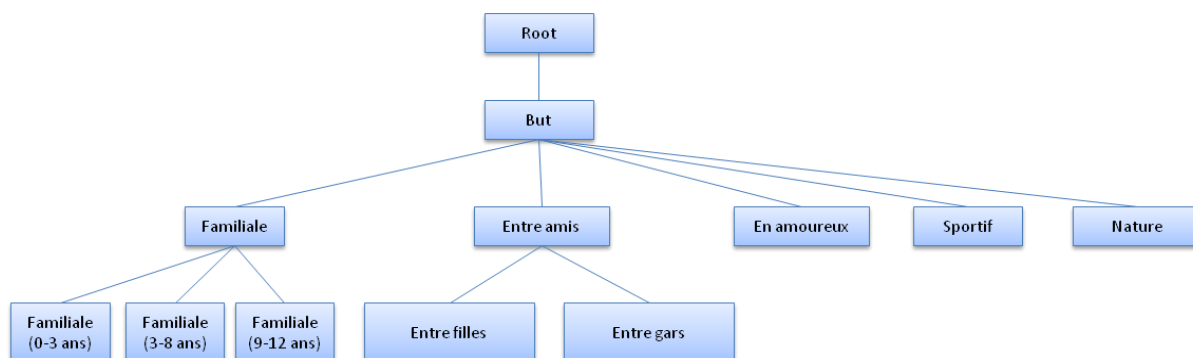 Root
But
Familiale
Entre amis
En amoureux
Sportif
Nature
Familiale
(0-3 ans)
Familiale
(3-8 ans)
Familiale
(9-12 ans)
Entre filles
Entre gars